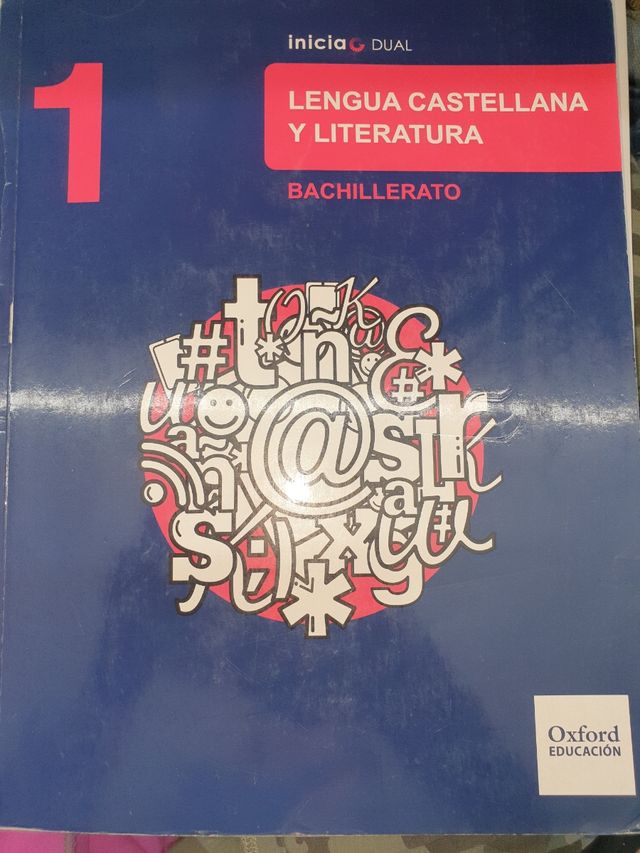 inicia DUAL
1
LENGUA CASTELLANA
Y LITERATURA
BACHILLERATO
Oxford
EDUCACIÓN